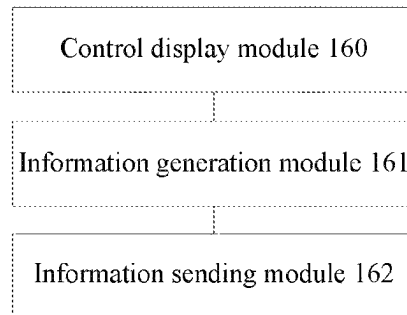 Control display module 160
Information generation module 161
Information sending module 162